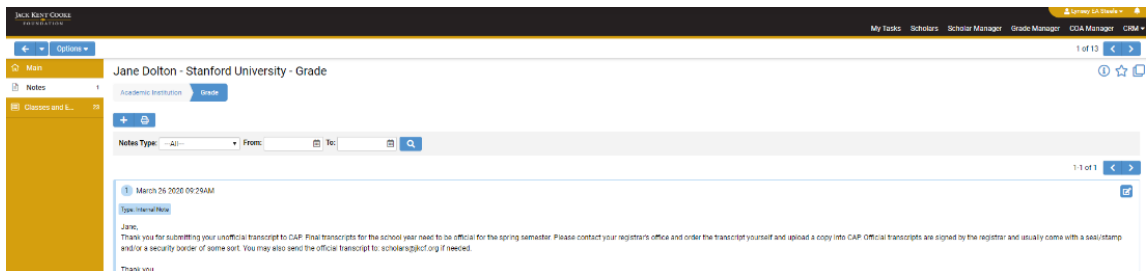 JACK KENT COOKE
FOUNDATION
Lynsey LA Steele
My Tasks Scholars Scholar Manager Grade Manager COA Manager CRM
Options
1 of 13
Main
Notes 1
Classes and E...
Jane Dolton - Stanford University - Grade
Academic Institution Grade
Notes Type: --All-- From: To:
1-1 of 1
1 March 26 2020 09:29AM
Type: Internal Note
Jane,
Thank you for submitting your unofficial transcript to CAP. Final transcripts for the school year need to be official for the spring semester. Please contact your registrar's office and order the transcript yourself and upload a copy into CAP. Official transcripts are signed by the registrar and usually come with a seal/stamp
and/or a security border of some sort. You may also send the official transcript to: scholars@jkcf.org if needed.
Thank you